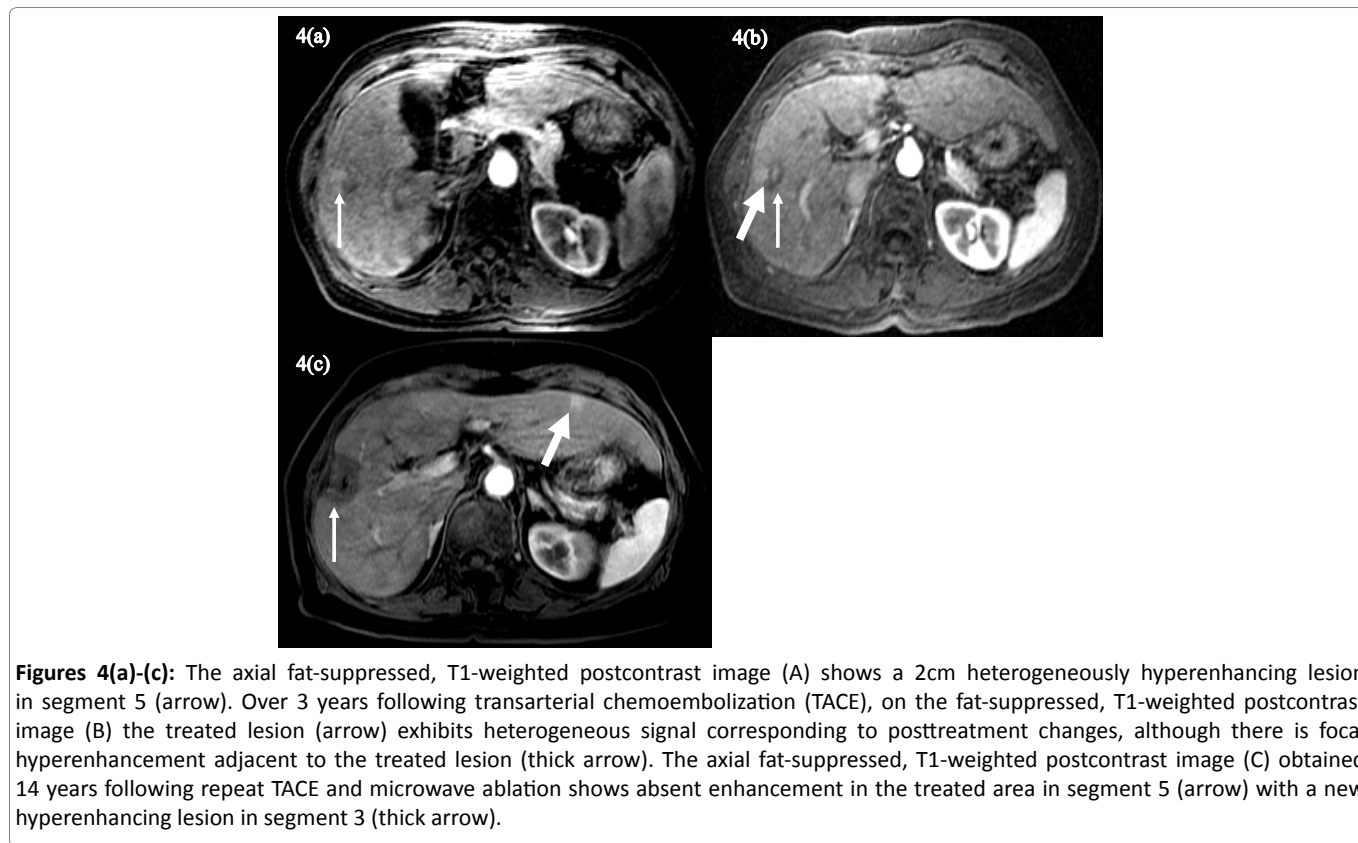 4(a)
4(b)
4(c)
Figures 4(a)-(c): The axial fat-suppressed, T1-weighted postcontrast image (A) shows a 2cm heterogeneously hyperenhancing lesion
in segment 5 (arrow). Over 3 years following transarterial chemoembolization (TACE), on the fat-suppressed, T1-weighted postcontras
image (B) the treated lesion (arrow) exhibits heterogeneous signal corresponding to posttreatment changes, although there is foca
hyperenhancement adjacent to the treated lesion (thick arrow). The axial fat-suppressed, T1-weighted postcontrast image (C) obtained
14 years following repeat TACE and microwave ablation shows absent enhancement in the treated area in segment 5 (arrow) with a new
hyperenhancing lesion in segment 3 (thick arrow).